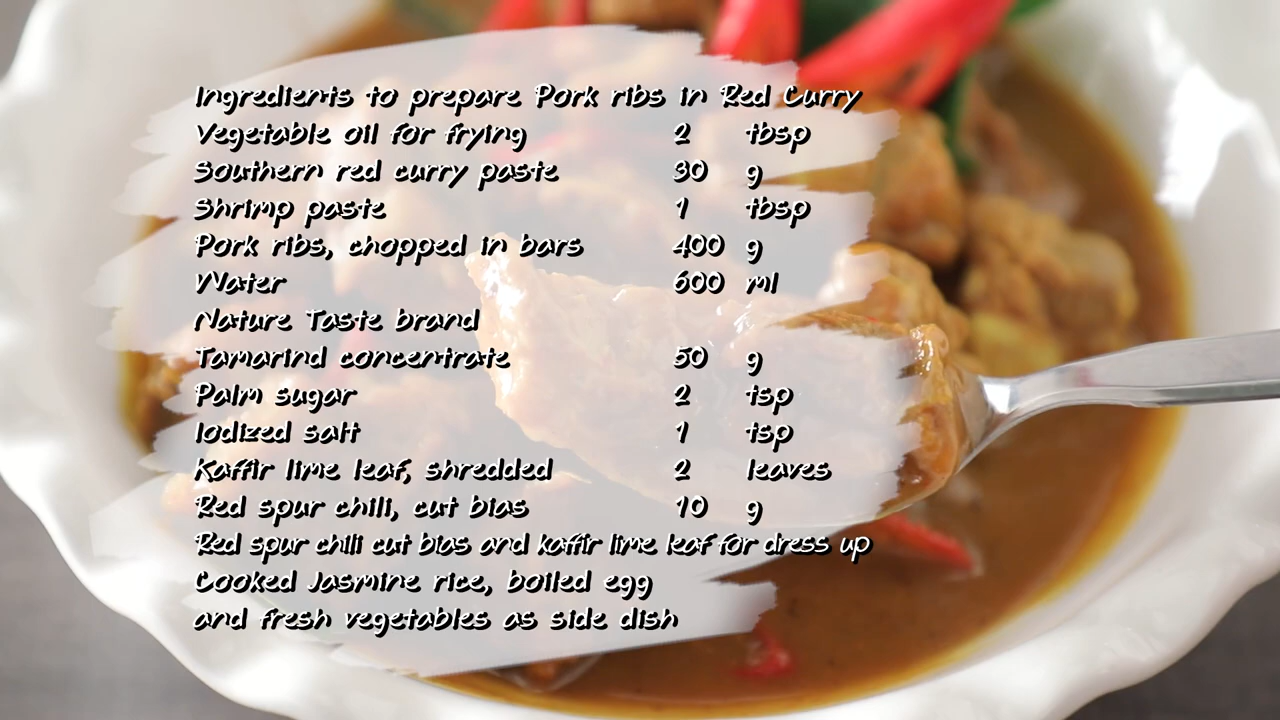 Ingredients to prepare Pork ribs in Red Curry
Vegetable oil for frying 2 tbsp
Southern red curry paste 30 g
Shrimp paste 1 tbsp
Pork ribs, chopped in bars 400 g
Water 600 ml
Nature Taste brand
Tamarind concentrate 50 g
Palm sugar 2 tsp
Iodized salt 1 tsp
Kaffir lime leaf, shredded 2 leaves
Red spur chili, cut bias 10 g
Red spur chili cut bias and kaffir lime leaf for dress up
Cooked Jasmine rice, boiled egg
and fresh vegetables as side dish